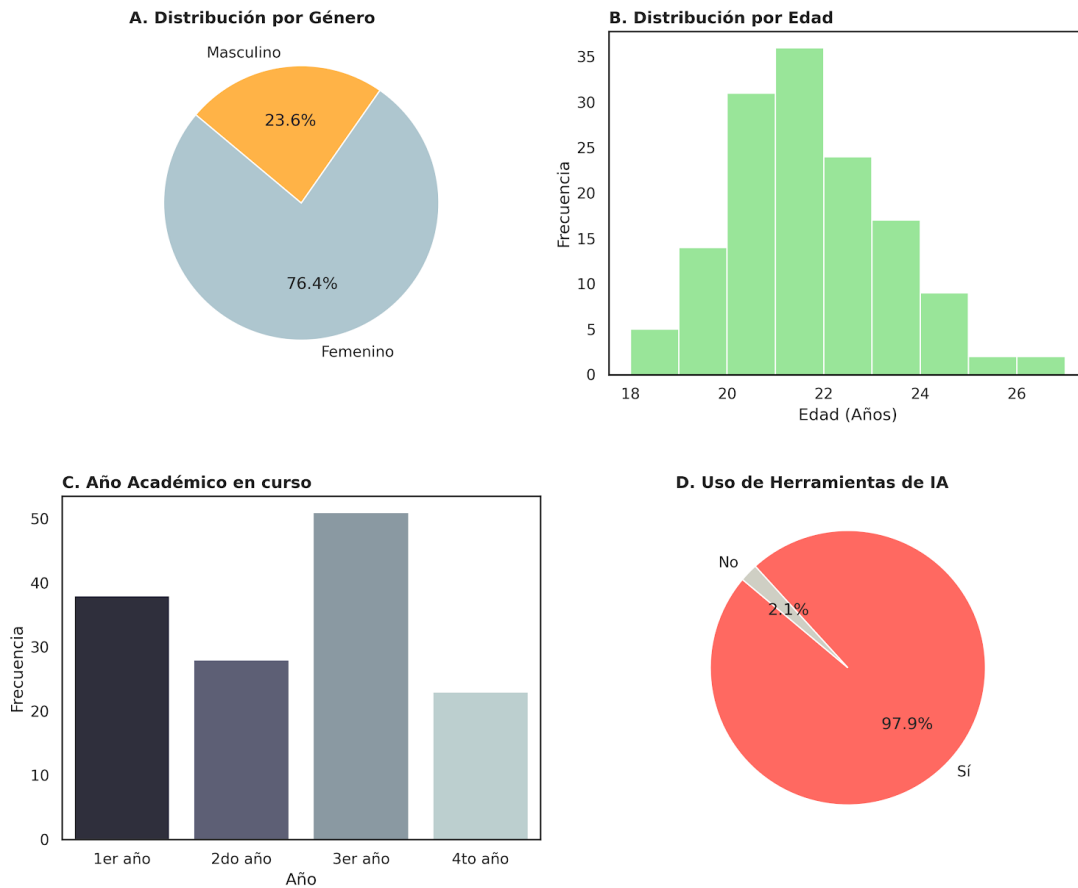 A. Distribución por Género
Masculino
23.6%
76.4%
Femenino
B. Distribución por Edad
Frecuencia
35
30
25
20
15
10
5
0
18 20 22 24 26
Edad (Años)
C. Año Académico en curso
Frecuencia
50
40
30
20
10
0
1er año 2do año 3er año 4to año
Año
D. Uso de Herramientas de IA
No
2.1%
97.9%
Sí